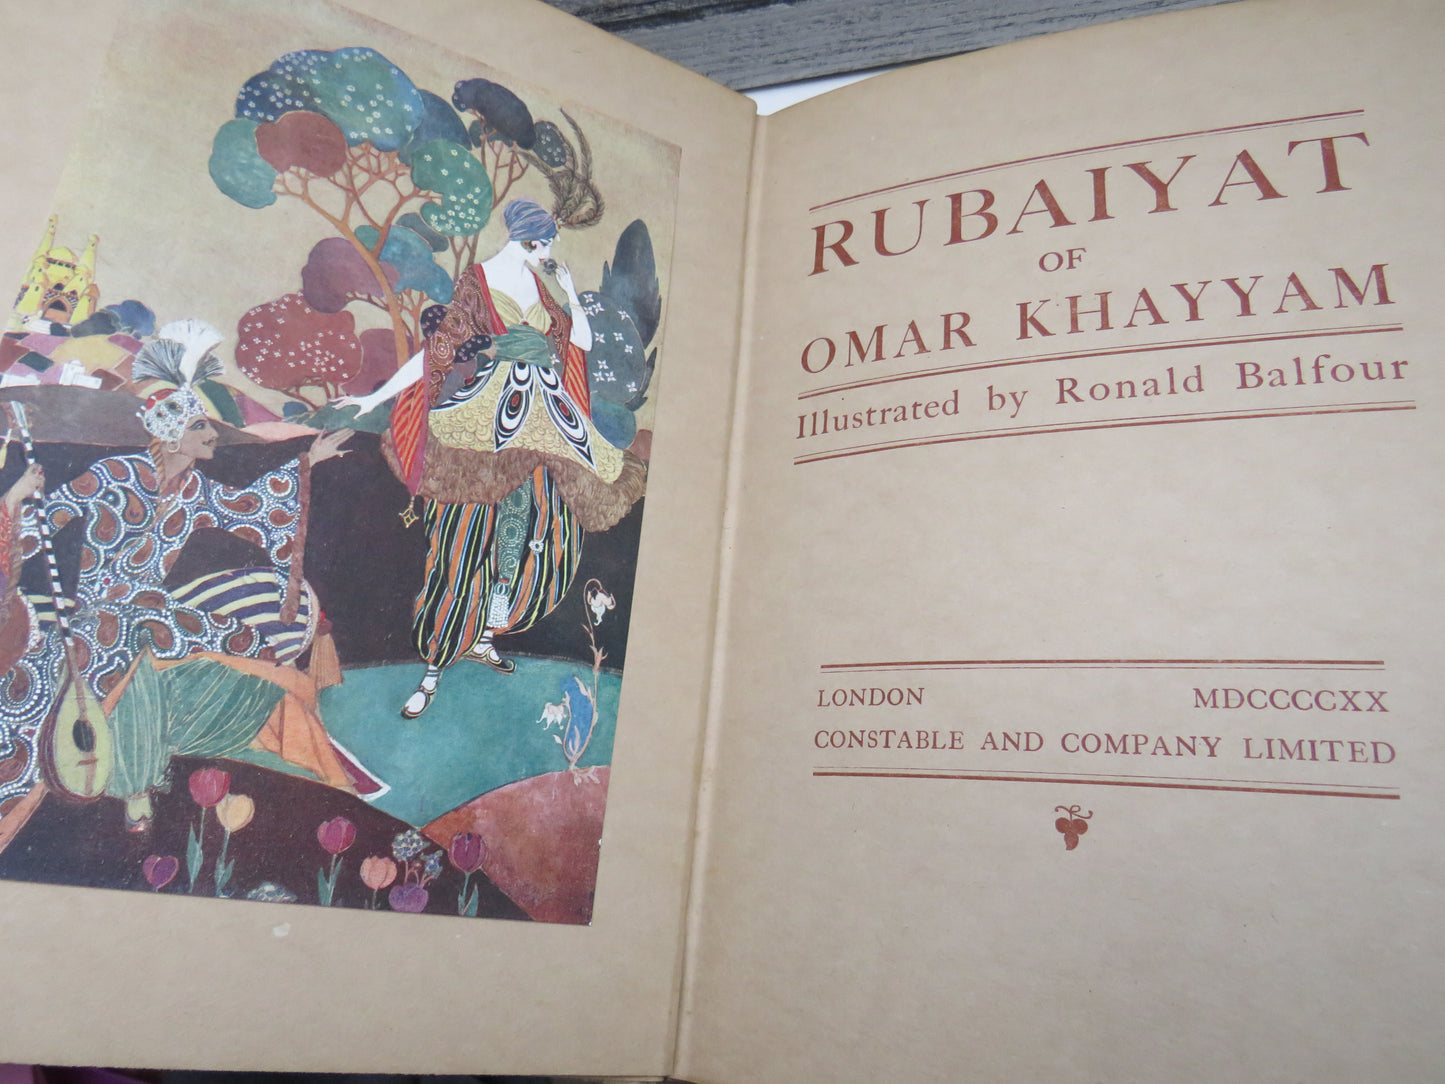 RUBAIYAT
OF
OMAR KHAYYAM
Illustrated by Ronald Balfour
LONDON MDCCCCXX
CONSTABLE AND COMPANY LIMITED